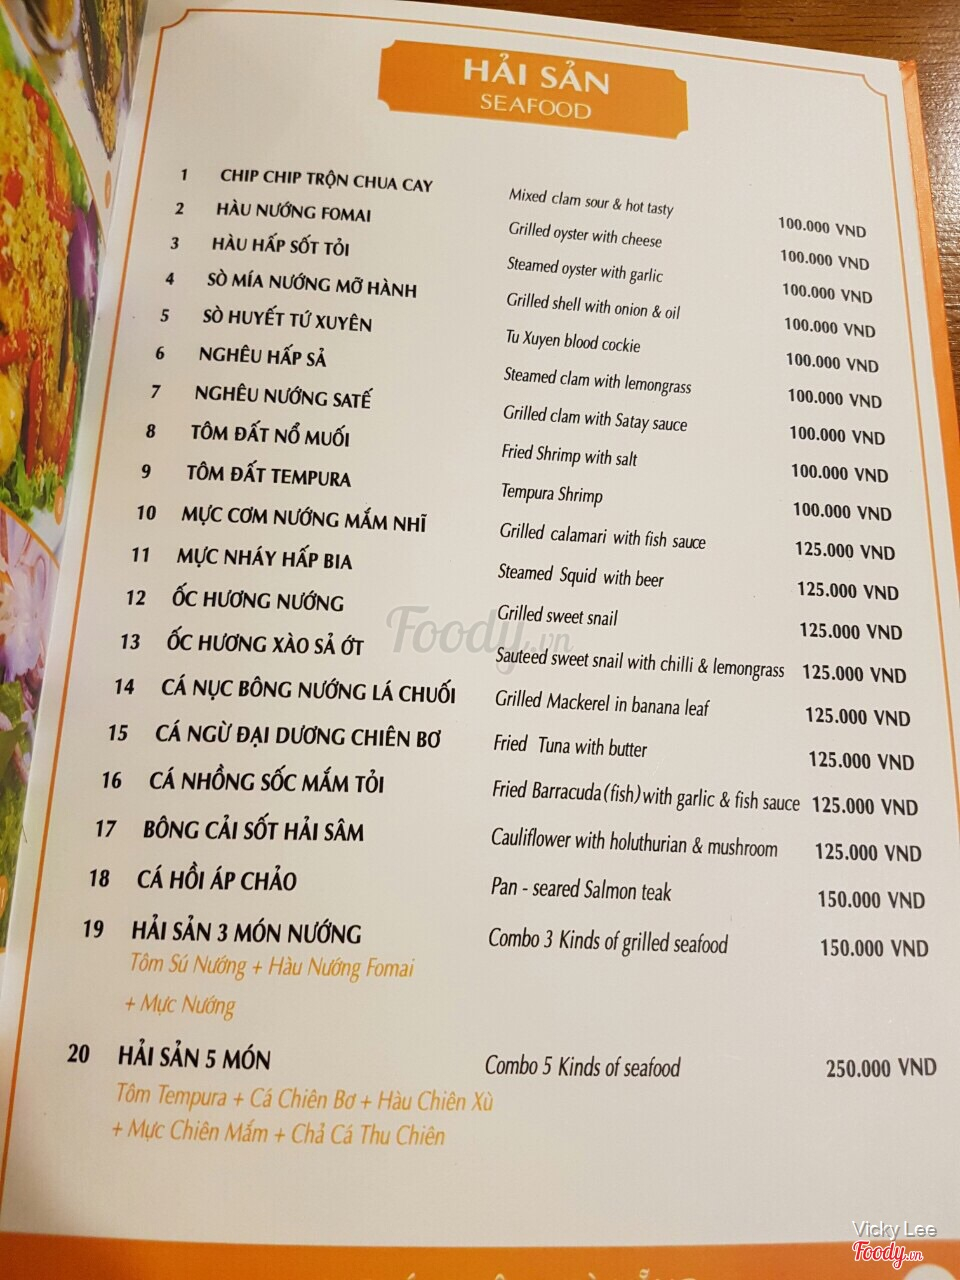 HẢI SẢN
SEAFOOD
1 CHIP CHIP TRỘN CHUA CAY Mixed clam sour & hot tasty 100.000 VND
2 HÀU NƯỚNG FOMAI Grilled oyster with cheese 100.000 VND
3 HÀU HẤP SỐT TỎI Steamed oyster with garlic 100.000 VND
4 SÒ MÍA NƯỚNG MỠ HÀNH Grilled shell with onion & oil 100.000 VND
5 SÒ HUYẾT TỨ XUYÊN Tu Xuyen blood cockie 100.000 VND
6 NGHÊU HẤP SẢ Steamed clam with lemongrass 100.000 VND
7 NGHÊU NƯỚNG SATẾ Grilled clam with Satay sauce 100.000 VND
8 TÔM ĐẤT NỔ MUỐI Fried Shrimp with salt 100.000 VND
9 TÔM ĐẤT TEMPURA Tempura Shrimp 100.000 VND
10 MỰC CƠM NƯỚNG MẮM NHĨ Grilled calamari with fish sauce 125.000 VND
11 MỰC NHÁY HẤP BIA Steamed Squid with beer 125.000 VND
12 ỐC HƯƠNG NƯỚNG Grilled sweet snail 125.000 VND
13 ỐC HƯƠNG XÀO SẢ ỚT Sauteed sweet snail with chilli & lemongrass 125.000 VND
14 CÁ NỤC BÔNG NƯỚNG LÁ CHUỐI Grilled Mackerel in banana leaf 125.000 VND
15 CÁ NGỪ ĐẠI DƯƠNG CHIÊN BƠ Fried Tuna with butter 125.000 VND
16 CÁ NHỒNG SỐC MẮM TỎI Fried Barracuda (fish) with garlic & fish sauce 125.000 VND
17 BÔNG CẢI SỐT HẢI SÂM Cauliflower with holuthurian & mushroom 125.000 VND
18 CÁ HỒI ÁP CHẢO Pan - seared Salmon teak 150.000 VND
19 HẢI SẢN 3 MÓN NƯỚNG Combo 3 Kinds of grilled seafood 150.000 VND
Tôm Sú Nướng + Hàu Nướng Fomai
+ Mực Nướng
20 HẢI SẢN 5 MÓN Combo 5 Kinds of seafood 250.000 VND
Tôm Tempura + Cá Chiên Bơ + Hàu Chiên Xù
+ Mực Chiên Mắm + Chả Cá Thu Chiên
Foody.vn
Vicky Lee
Foody.vn